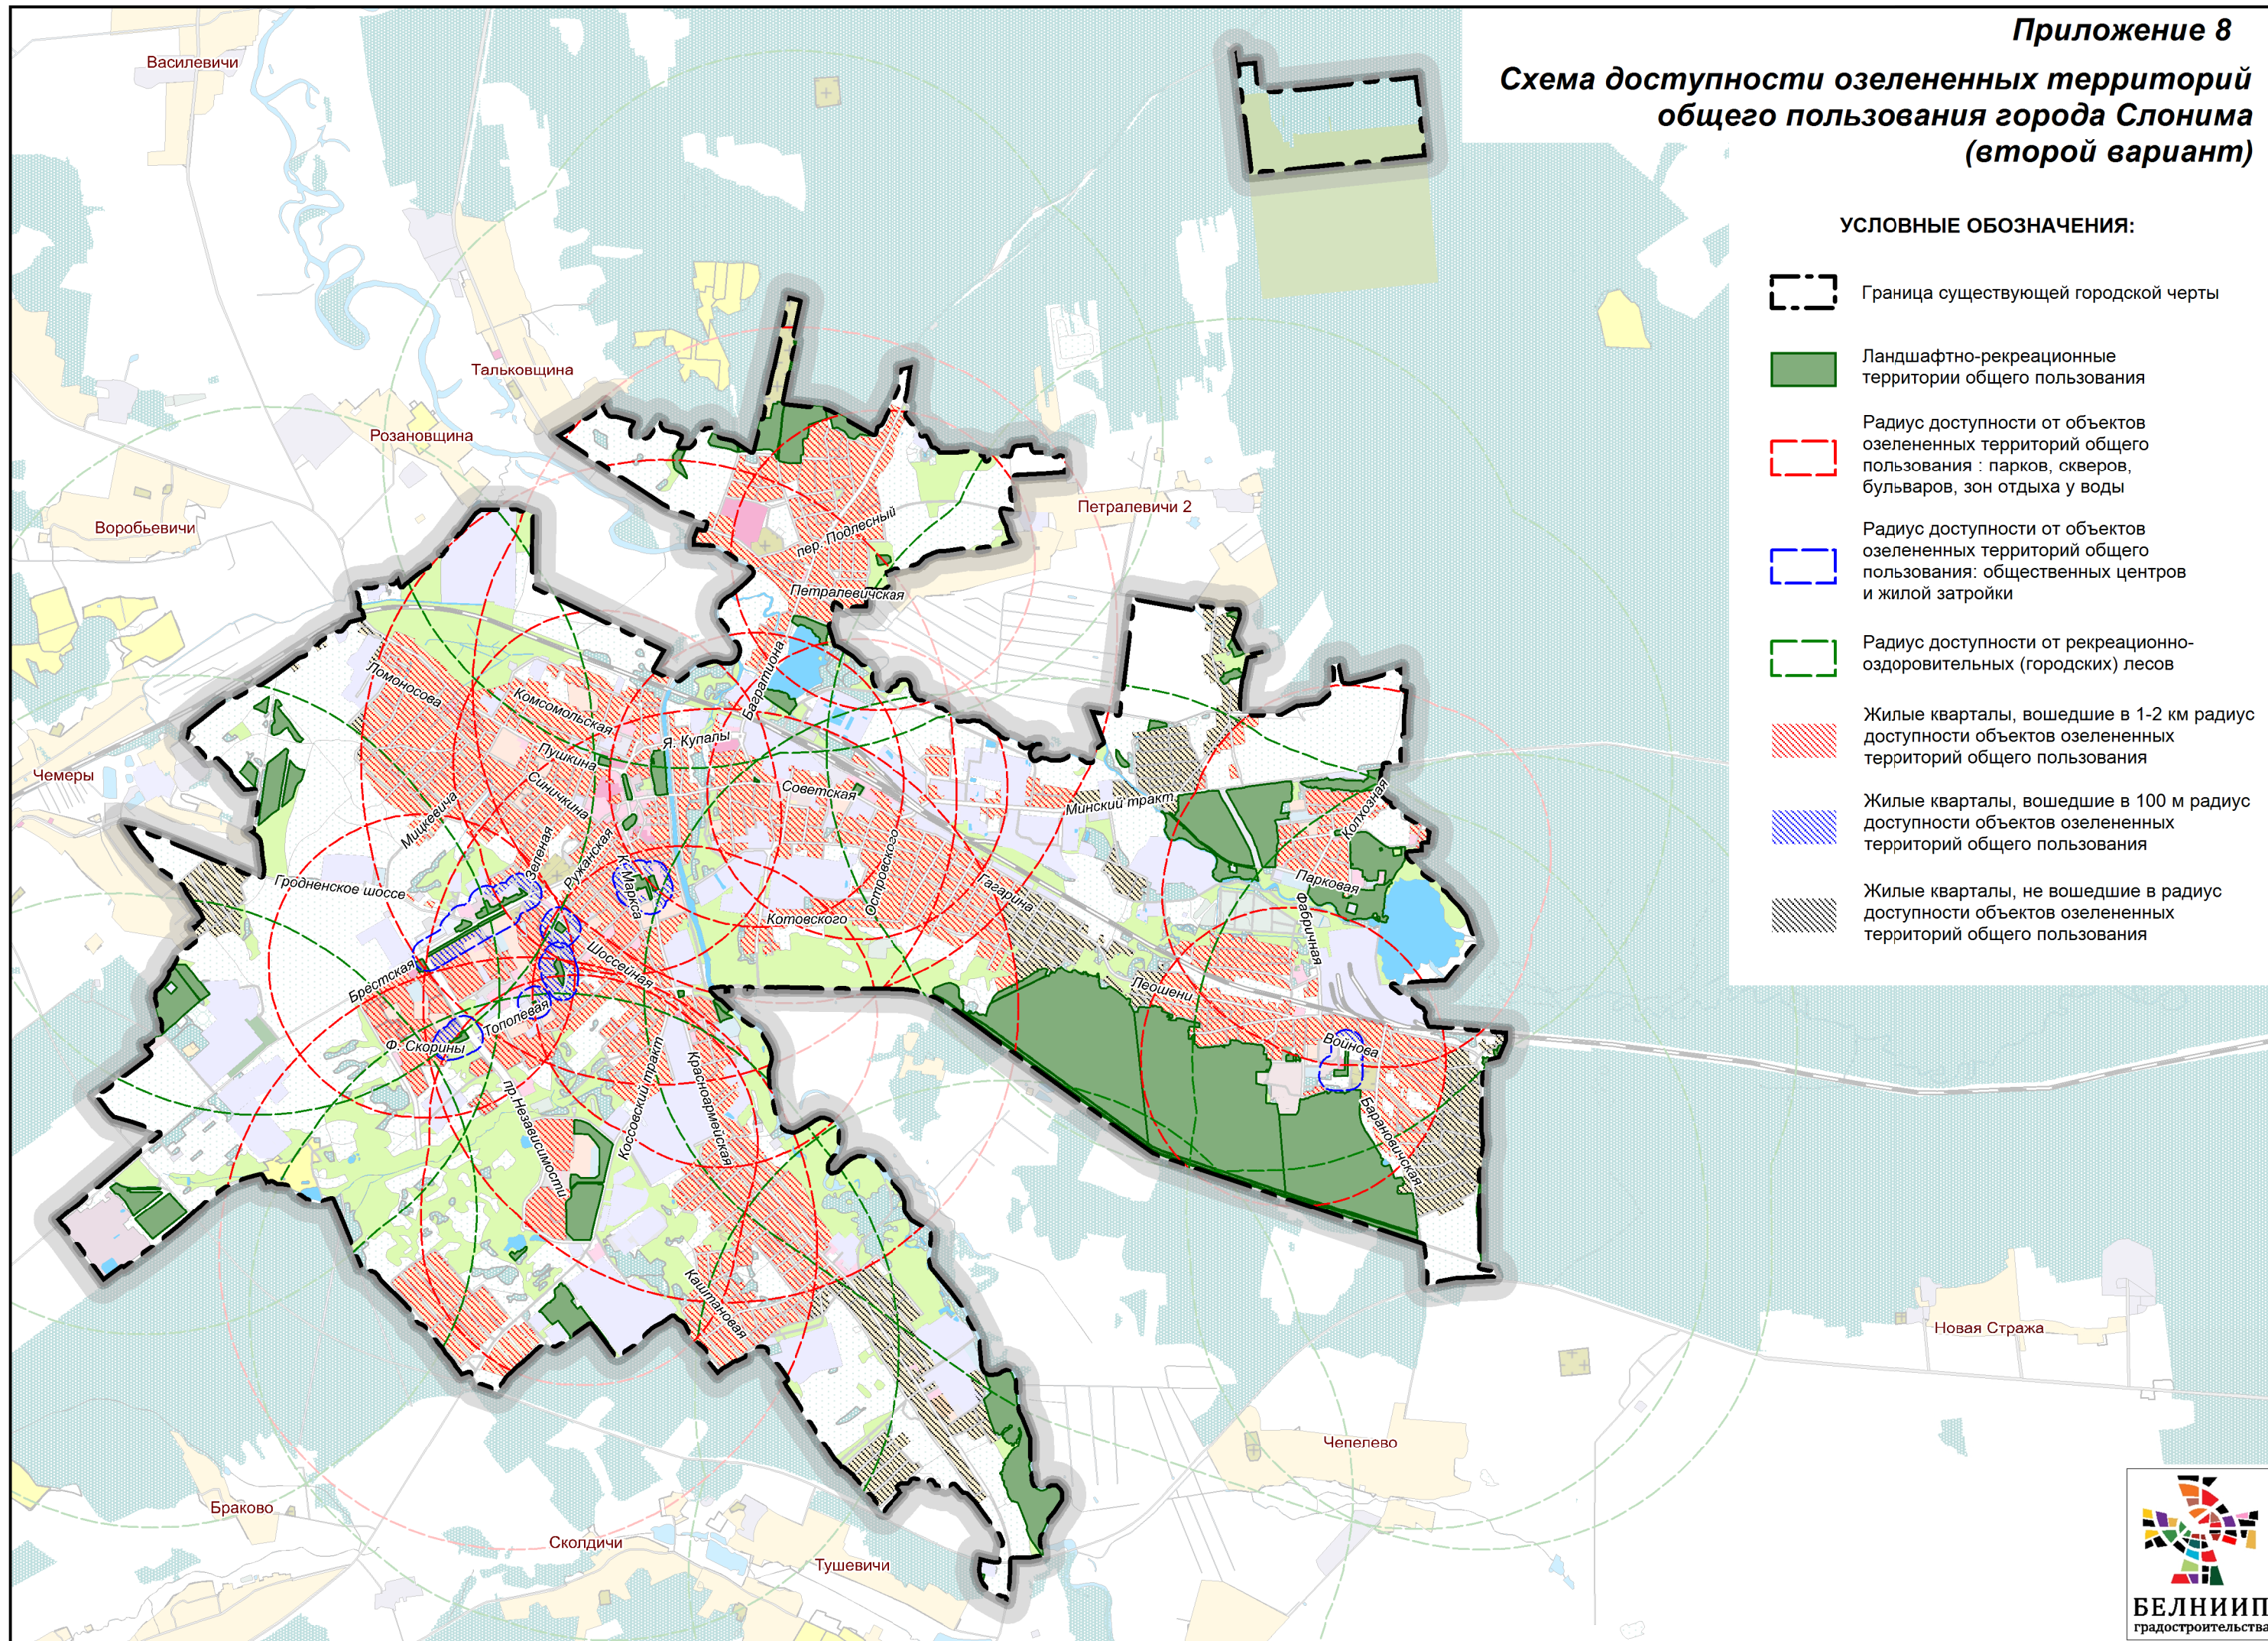 Приложение 8
Схема доступности озелененных территорий
общего пользования города Слонима
(второй вариант)
УСЛОВНЫЕ ОБОЗНАЧЕНИЯ:
Граница существующей городской черты
Ландшафтно-рекреационные
территории общего пользования
Радиус доступности от объектов
озелененных территорий общего
пользования : парков, скверов,
бульваров, зон отдыха у воды
Радиус доступности от объектов
озелененных территорий общего
пользования: общественных центров
и жилой затройки
Радиус доступности от рекреационно-
оздоровительных (городских) лесов
Жилые кварталы, вошедшие в 1-2 км радиус
доступности объектов озелененных
территорий общего пользования
Жилые кварталы, вошедшие в 100 м радиус
доступности объектов озелененных
территорий общего пользования
Жилые кварталы, не вошедшие в радиус
доступности объектов озелененных
территорий общего пользования
Василевичи
Тальковщина
Розановщина
Воробьевичи
Петралевичи 2
пер. Подлесный
Петралевичская
Багратиона
Ломоносова
Комсомольская
Я. Купалы
Пушкина
Синичкина
Чемеры
Советская
Минский тракт
Колхозная
Мицкевича
Зеленая
Ружанская
К. Маркса
Островского
Гагарина
Парковая
Гродненское шоссе
Котовского
Фабричная
Шоссейная
Брестская
Леошени
Тополевая
Ф. Скорины
Войнова
пр.Независимости
Коссовский тракт
Красноармейская
Барановичская
Каштановая
Новая Стража
Чепелево
Браково
Сколдичи
Тушевичи
БЕЛНИИП
градостроительства